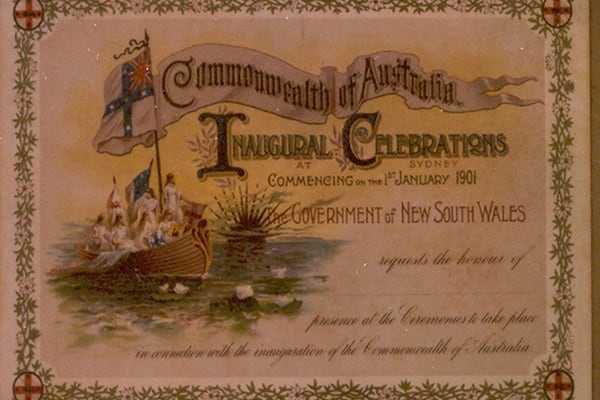 Commonwealth of Australia.
INAUGURAL CELEBRATIONS
AT SYDNEY
COMMENCING ON THE 1ST JANUARY 1901
The GOVERNMENT of NEW SOUTH WALES
requests the honour of
presence at the Ceremonies to take place
in connection with the inauguration of the Commonwealth of Australia